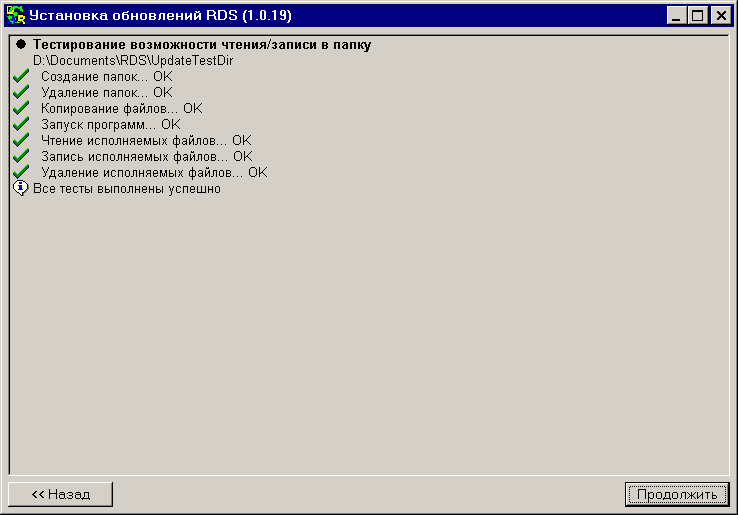 Установка обновлений RDS (1.0.19)
Тестирование возможности чтения/записи в папку
D:\Documents\RDS\UpdateTestDir
Создание папок... OK
Удаление папок... OK
Копирование файлов... OK
Запуск программ... OK
Чтение исполняемых файлов... OK
Запись исполняемых файлов... OK
Удаление исполняемых файлов... OK
Все тесты выполнены успешно
<< Назад
Продолжить